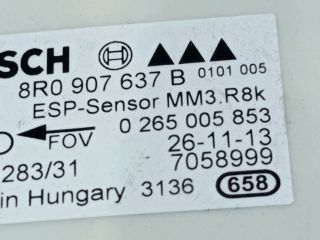 SCH
8R0 907 637 B 0101 005
ESP-Sensor MM3.R8k
FOV 0 265 005 853
26-11-13
283/31 7058999
in Hungary 3136 658